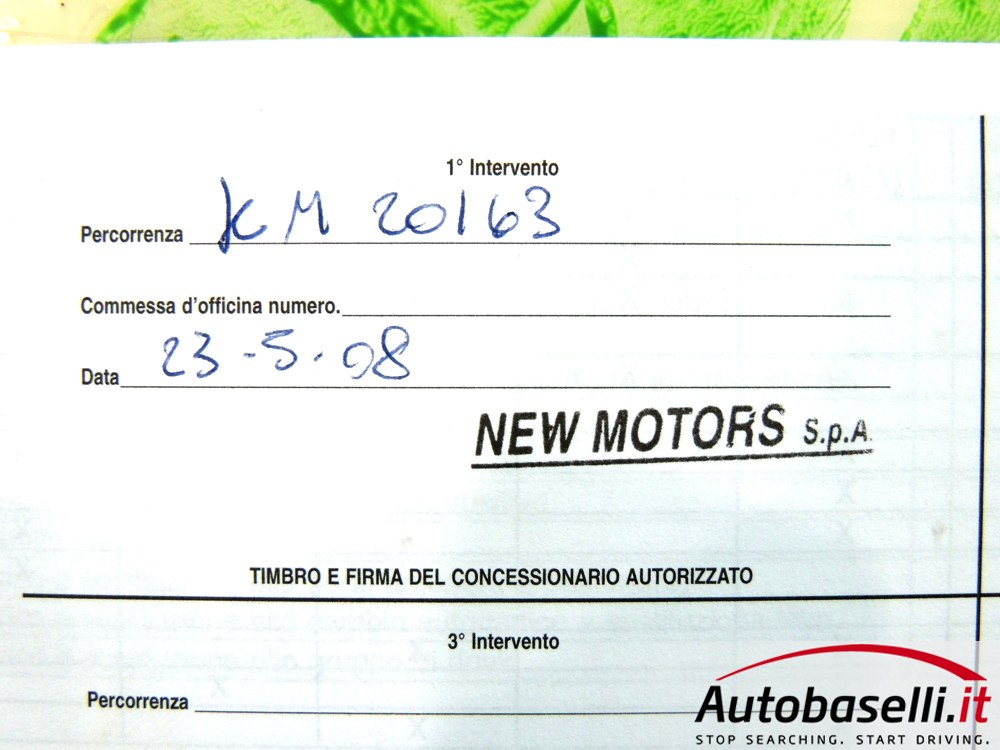 1° Intervento
Percorrenza KM 20163
Commessa d'officina numero.
Data 23-5-08
NEW MOTORS S.p.A.
TIMBRO E FIRMA DEL CONCESSIONARIO AUTORIZZATO
3° Intervento
Percorrenza
Autobaselli.it
STOP SEARCHING. START DRIVING.